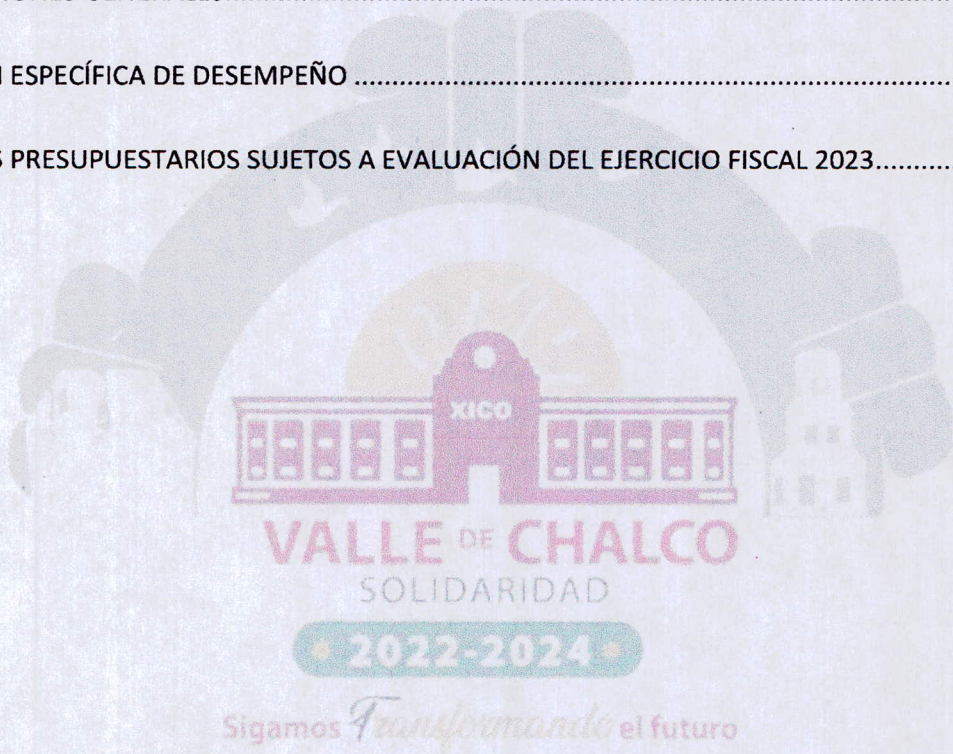 ESPECÍFICA DE DESEMPEÑO ........................................................................
PRESUPUESTARIOS SUJETOS A EVALUACIÓN DEL EJERCICIO FISCAL 2023..........
XICO
VALLE DE CHALCO
SOLIDARIDAD
2022-2024
Sigamos Transformando el futuro